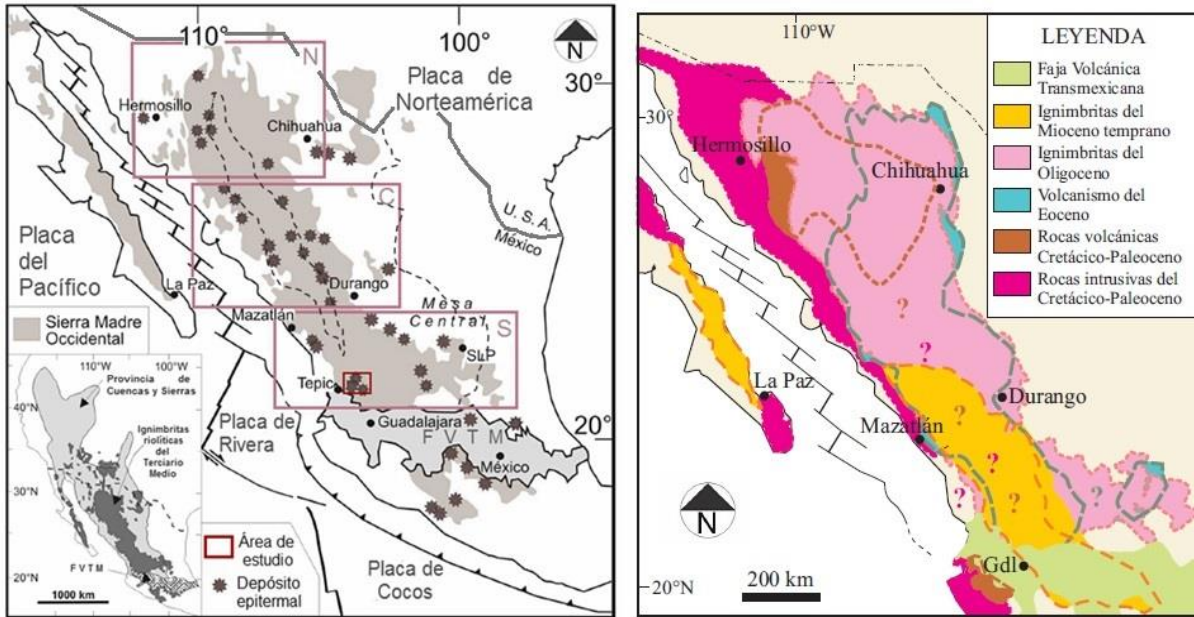 110°
100°
N
N
Placa de
Norteamérica
30°
Hermosillo
Chihuahua
C
U.S.A.
México
Placa
del
Pacífico
La Paz
Durango
Mesa
Central
Mazatlán
S
Sierra Madre
Occidental
SLP
Tepic
110°W
100°W
Provincia de
Cuencas y Sierras
40°N
Placa de
Rivera
Guadalajara
F V T M
20°
México
Ignimbritas
riolíticas del
Terciario
Medio
30°N
20°N
F V T M
1000 km
Área de
estudio
Depósito
epitermal
Placa de
Cocos
110°W
LEYENDA
Faja Volcánica
Transmexicana
Ignimbritas del
Mioceno temprano
Ignimbritas del
Oligoceno
Volcanismo del
Eoceno
Rocas volcánicas
Cretácico-Paleoceno
Rocas intrusivas del
Cretácico-Paleoceno
30°
?
Hermosillo
Chihuahua
?
?
La Paz
Durango
Mazatlán
?
?
?
?
?
N
Gdl
20°N
200 km